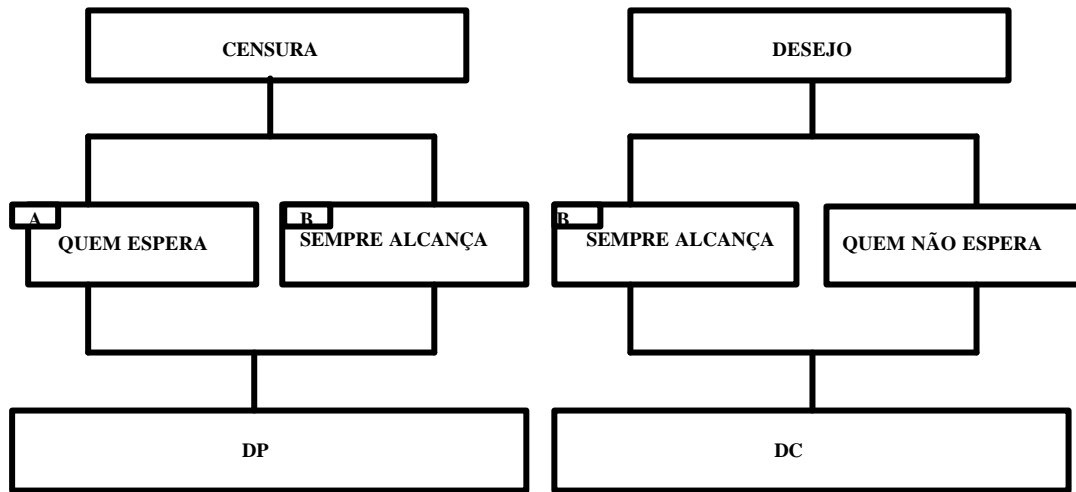 CENSURA
DESEJO
A
QUEM ESPERA
B
SEMPRE ALCANÇA
B
SEMPRE ALCANÇA
QUEM NÃO ESPERA
DP
DC